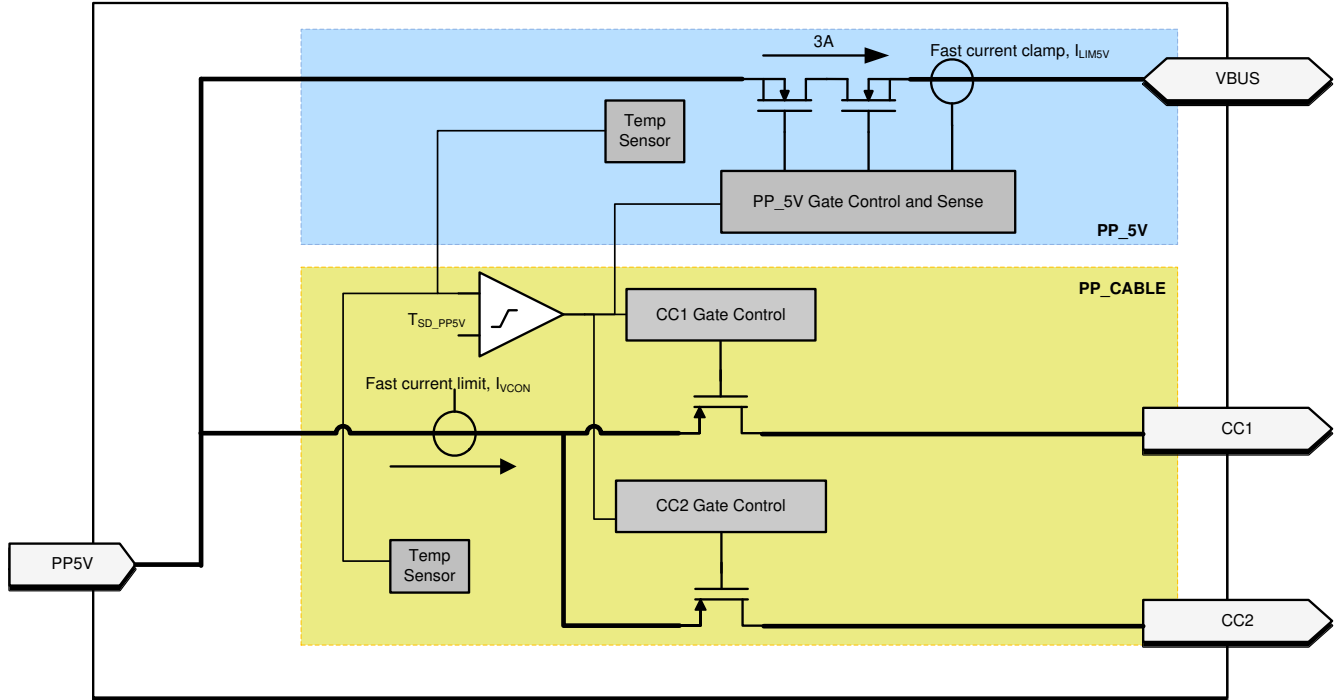 3A
Fast current clamp, I_LIM5V
VBUS
Temp
Sensor
PP_5V Gate Control and Sense
PP_5V
PP_CABLE
CC1 Gate Control
T_SD_PP5V
Fast current limit, I_VCON
CC1
CC2 Gate Control
PP5V
Temp
Sensor
CC2